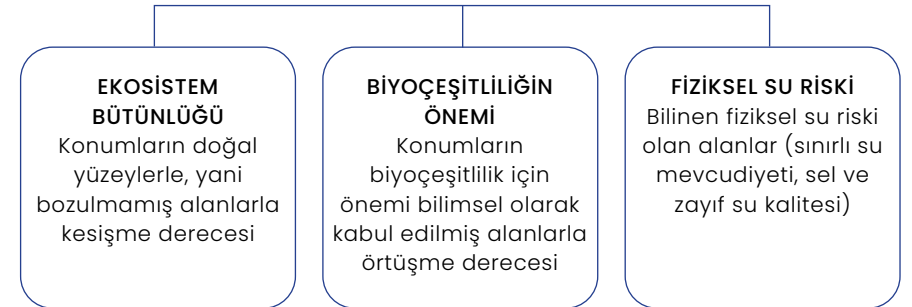 EKOSİSTEM
BÜTÜNLÜĞÜ
Konumların doğal
yüzeylerle, yani
bozulmamış alanlarla
kesişme derecesi
BİYOÇEŞİTLİLİĞİN
ÖNEMİ
Konumların
biyoçeşitlilik için
önemi bilimsel olarak
kabul edilmiş alanlarla
örtüşme derecesi
FİZİKSEL SU RİSKİ
Bilinen fiziksel su riski
olan alanlar (sınırlı su
mevcudiyeti, sel ve
zayıf su kalitesi)